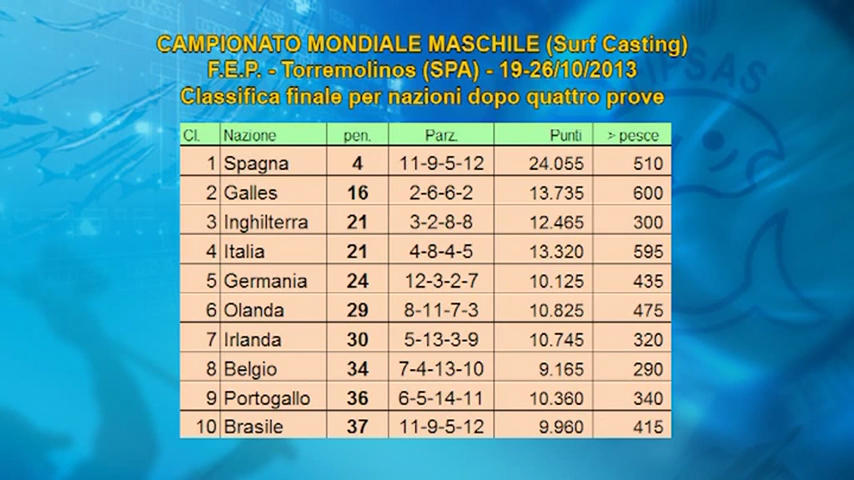 CAMPIONATO MONDIALE MASCHILE (Surf Casting)
F.E.P. - Torremolinos (SPA) - 19-26/10/2013
Classifica finale per nazioni dopo quattro prove
Cl. Nazione pen. Parz. Punti > pesce
1 Spagna 4 11-9-5-12 24.055 510
2 Galles 16 2-6-6-2 13.735 600
3 Inghilterra 21 3-2-8-8 12.465 300
4 Italia 21 4-8-4-5 13.320 595
5 Germania 24 12-3-2-7 10.125 435
6 Olanda 29 8-11-7-3 10.825 475
7 Irlanda 30 5-13-3-9 10.745 320
8 Belgio 34 7-4-13-10 9.165 290
9 Portogallo 36 6-5-14-11 10.360 340
10 Brasile 37 11-9-5-12 9.960 415